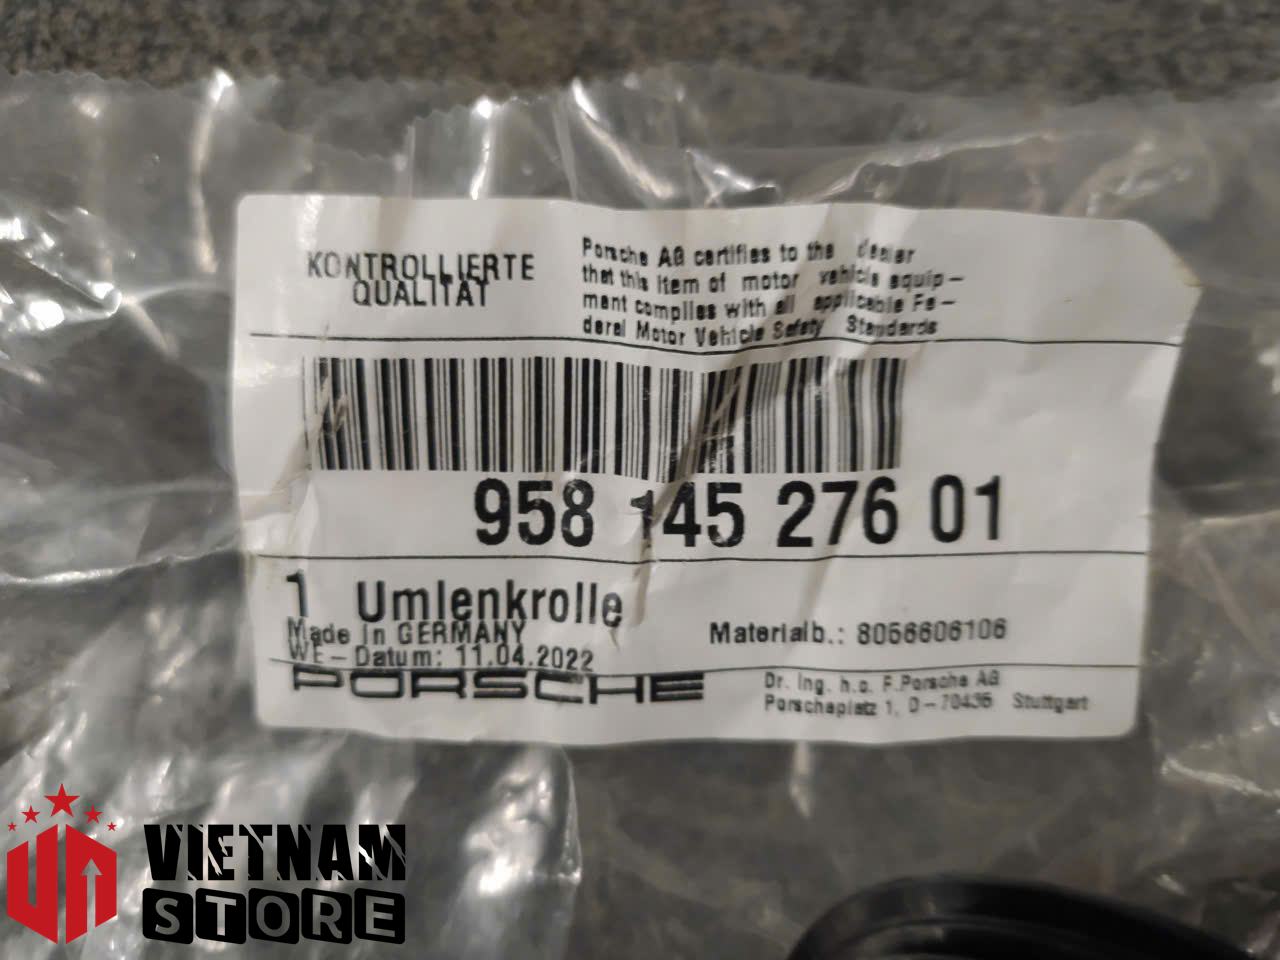 KONTROLLIERTE
QUALITÄT
Porsche AG certifies to the dealer
that this item of motor vehicle equip-
ment complies with all applicable Fe-
deral Motor Vehicle Safety Standards
958 145 276 01
1 Umlenkrolle
Made in GERMANY
WE-Datum: 11.04.2022
Materialb.: 8056606106
PORSCHE
Dr. Ing. h.c. F.Porsche AG
Porscheplatz 1, D-70435 Stuttgart
VIETNAM
STORE